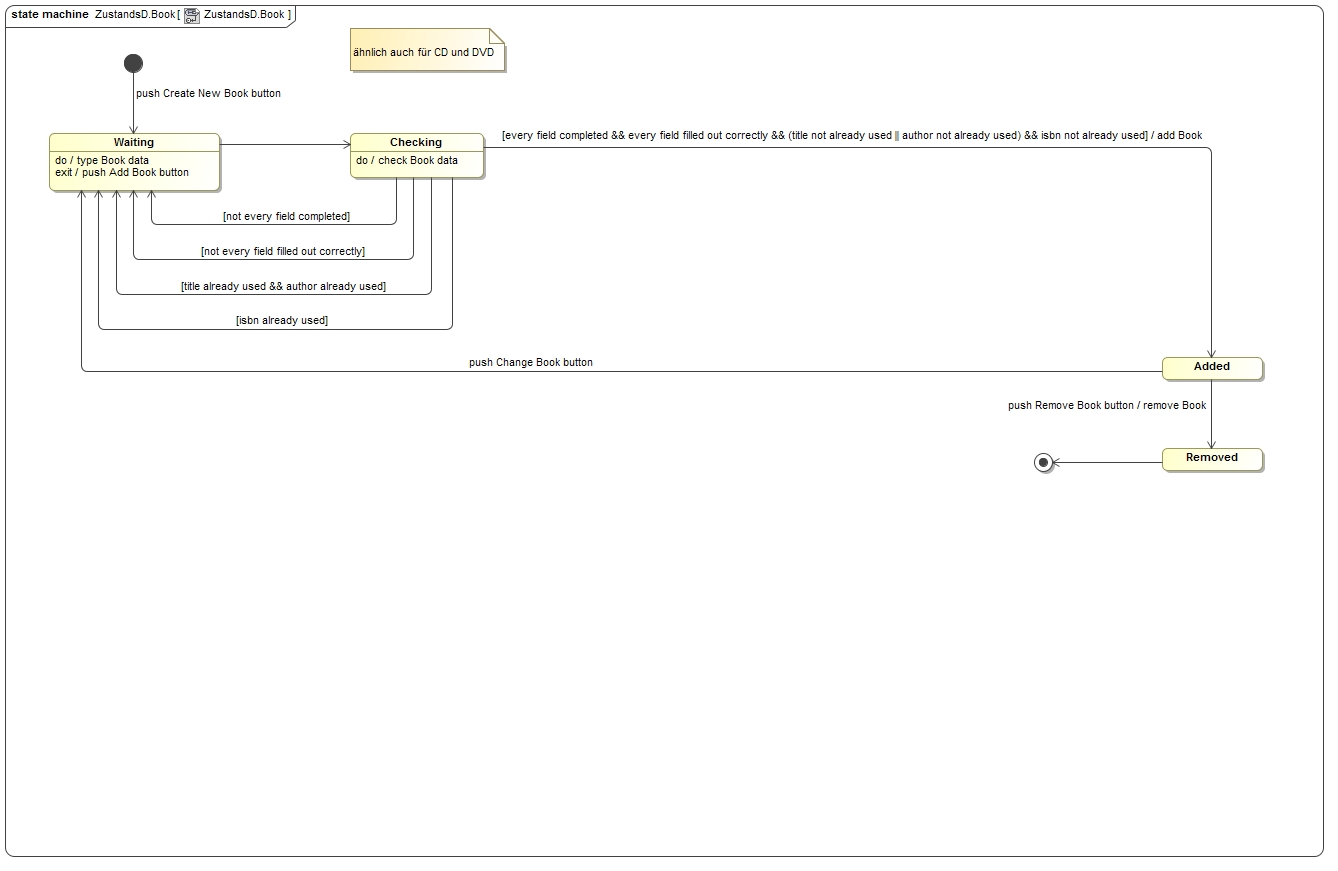 state machine ZustandsD.Book[ ZustandsD.Book ]
ähnlich auch für CD und DVD
push Create New Book button
Waiting
do / type Book data
exit / push Add Book button
Checking
do / check Book data
[every field completed && every field filled out correctly && (title not already used || author not already used) && isbn not already used] / add Book
[not every field completed]
[not every field filled out correctly]
[title already used && author already used]
[isbn already used]
push Change Book button
Added
push Remove Book button / remove Book
Removed